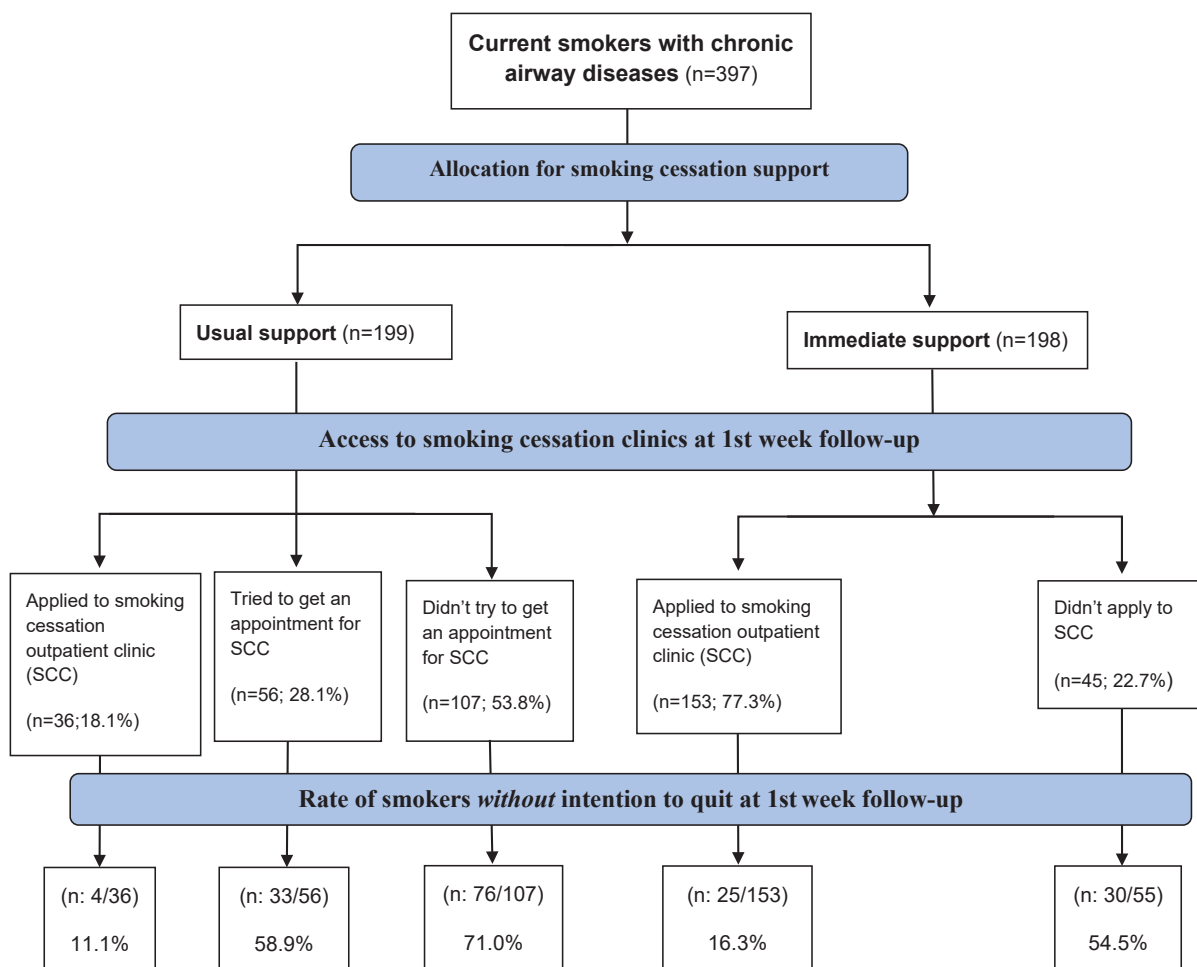 Current smokers with chronic
airway diseases (n=397)
Allocation for smoking cessation support
Usual support (n=199)
Immediate support (n=198)
Access to smoking cessation clinics at 1st week follow-up
Applied to smoking
cessation
outpatient clinic
(SCC)
(n=36;18.1%)
Tried to get an
appointment for
SCC
(n=56; 28.1%)
Didn’t try to get
an appointment
for SCC
(n=107; 53.8%)
Applied to smoking
cessation outpatient
clinic (SCC)
(n=153; 77.3%)
Didn’t apply to
SCC
(n=45; 22.7%)
Rate of smokers without intention to quit at 1st week follow-up
(n: 4/36)
11.1%
(n: 33/56)
58.9%
(n: 76/107)
71.0%
(n: 25/153)
16.3%
(n: 30/55)
54.5%